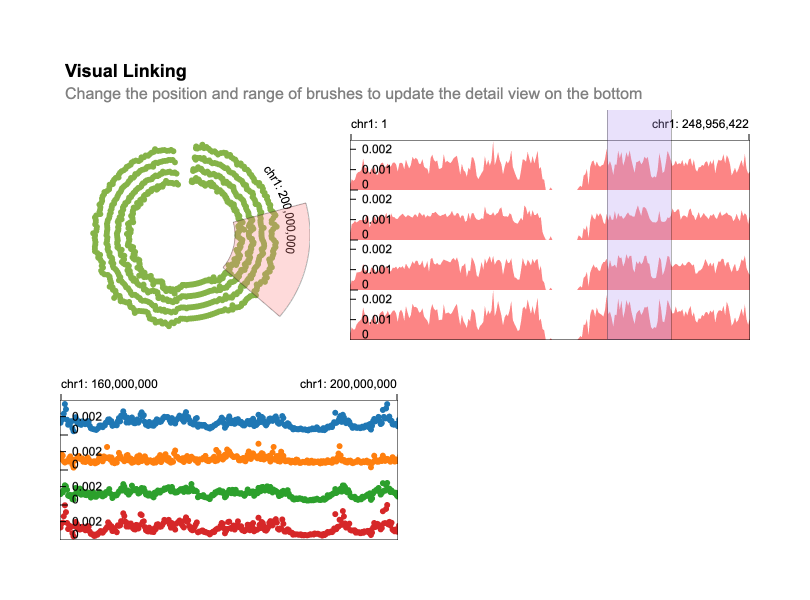 Visual Linking
Change the position and range of brushes to update the detail view on the bottom
chr1: 1
chr1: 248,956,422
chr1: 200,000,000
0.002
0.001
0
0.002
0.001
0
0.002
0.001
0
0.002
0.001
0
chr1: 160,000,000
chr1: 200,000,000
0.002
0
0.002
0
0.002
0
0.002
0